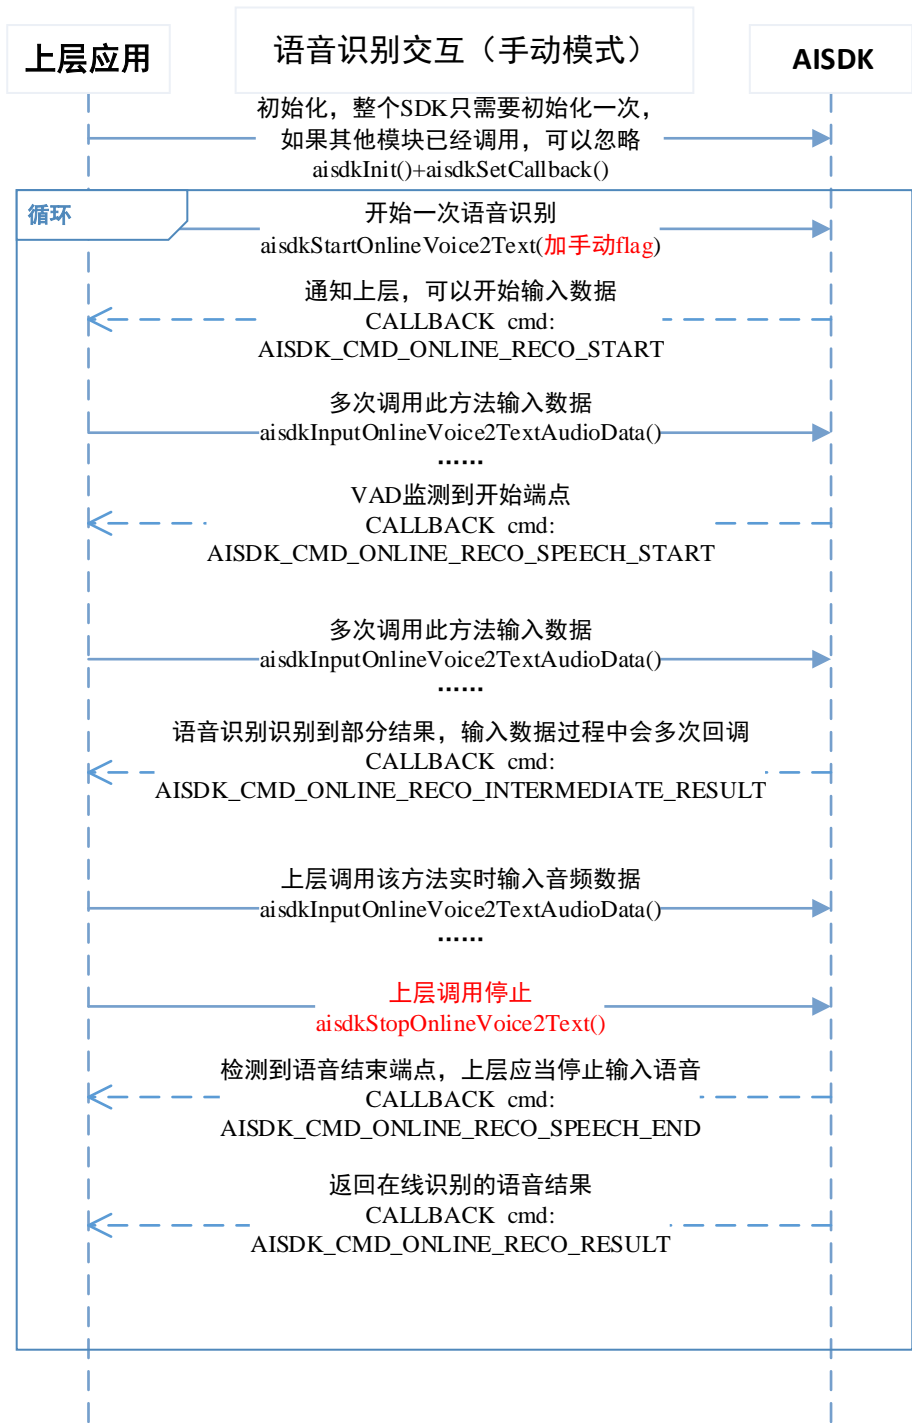 上层应用
语音识别交互（手动模式）
AISDK
初始化，整个SDK只需要初始化一次，
如果其他模块已经调用，可以忽略
aisdkInit()+aisdkSetCallback()
循环
开始一次语音识别
aisdkStartOnlineVoice2Text(加手动flag)
通知上层，可以开始输入数据
CALLBACK cmd:
AISDK_CMD_ONLINE_RECO_START
多次调用此方法输入数据
aisdkInputOnlineVoice2TextAudioData()
……
VAD监测到开始端点
CALLBACK cmd:
AISDK_CMD_ONLINE_RECO_SPEECH_START
多次调用此方法输入数据
aisdkInputOnlineVoice2TextAudioData()
……
语音识别识别到部分结果，输入数据过程中会多次回调
CALLBACK cmd:
AISDK_CMD_ONLINE_RECO_INTERMEDIATE_RESULT
上层调用该方法实时输入音频数据
aisdkInputOnlineVoice2TextAudioData()
……
上层调用停止
aisdkStopOnlineVoice2Text()
检测到语音结束端点，上层应当停止输入语音
CALLBACK cmd:
AISDK_CMD_ONLINE_RECO_SPEECH_END
返回在线识别的语音结果
CALLBACK cmd:
AISDK_CMD_ONLINE_RECO_RESULT